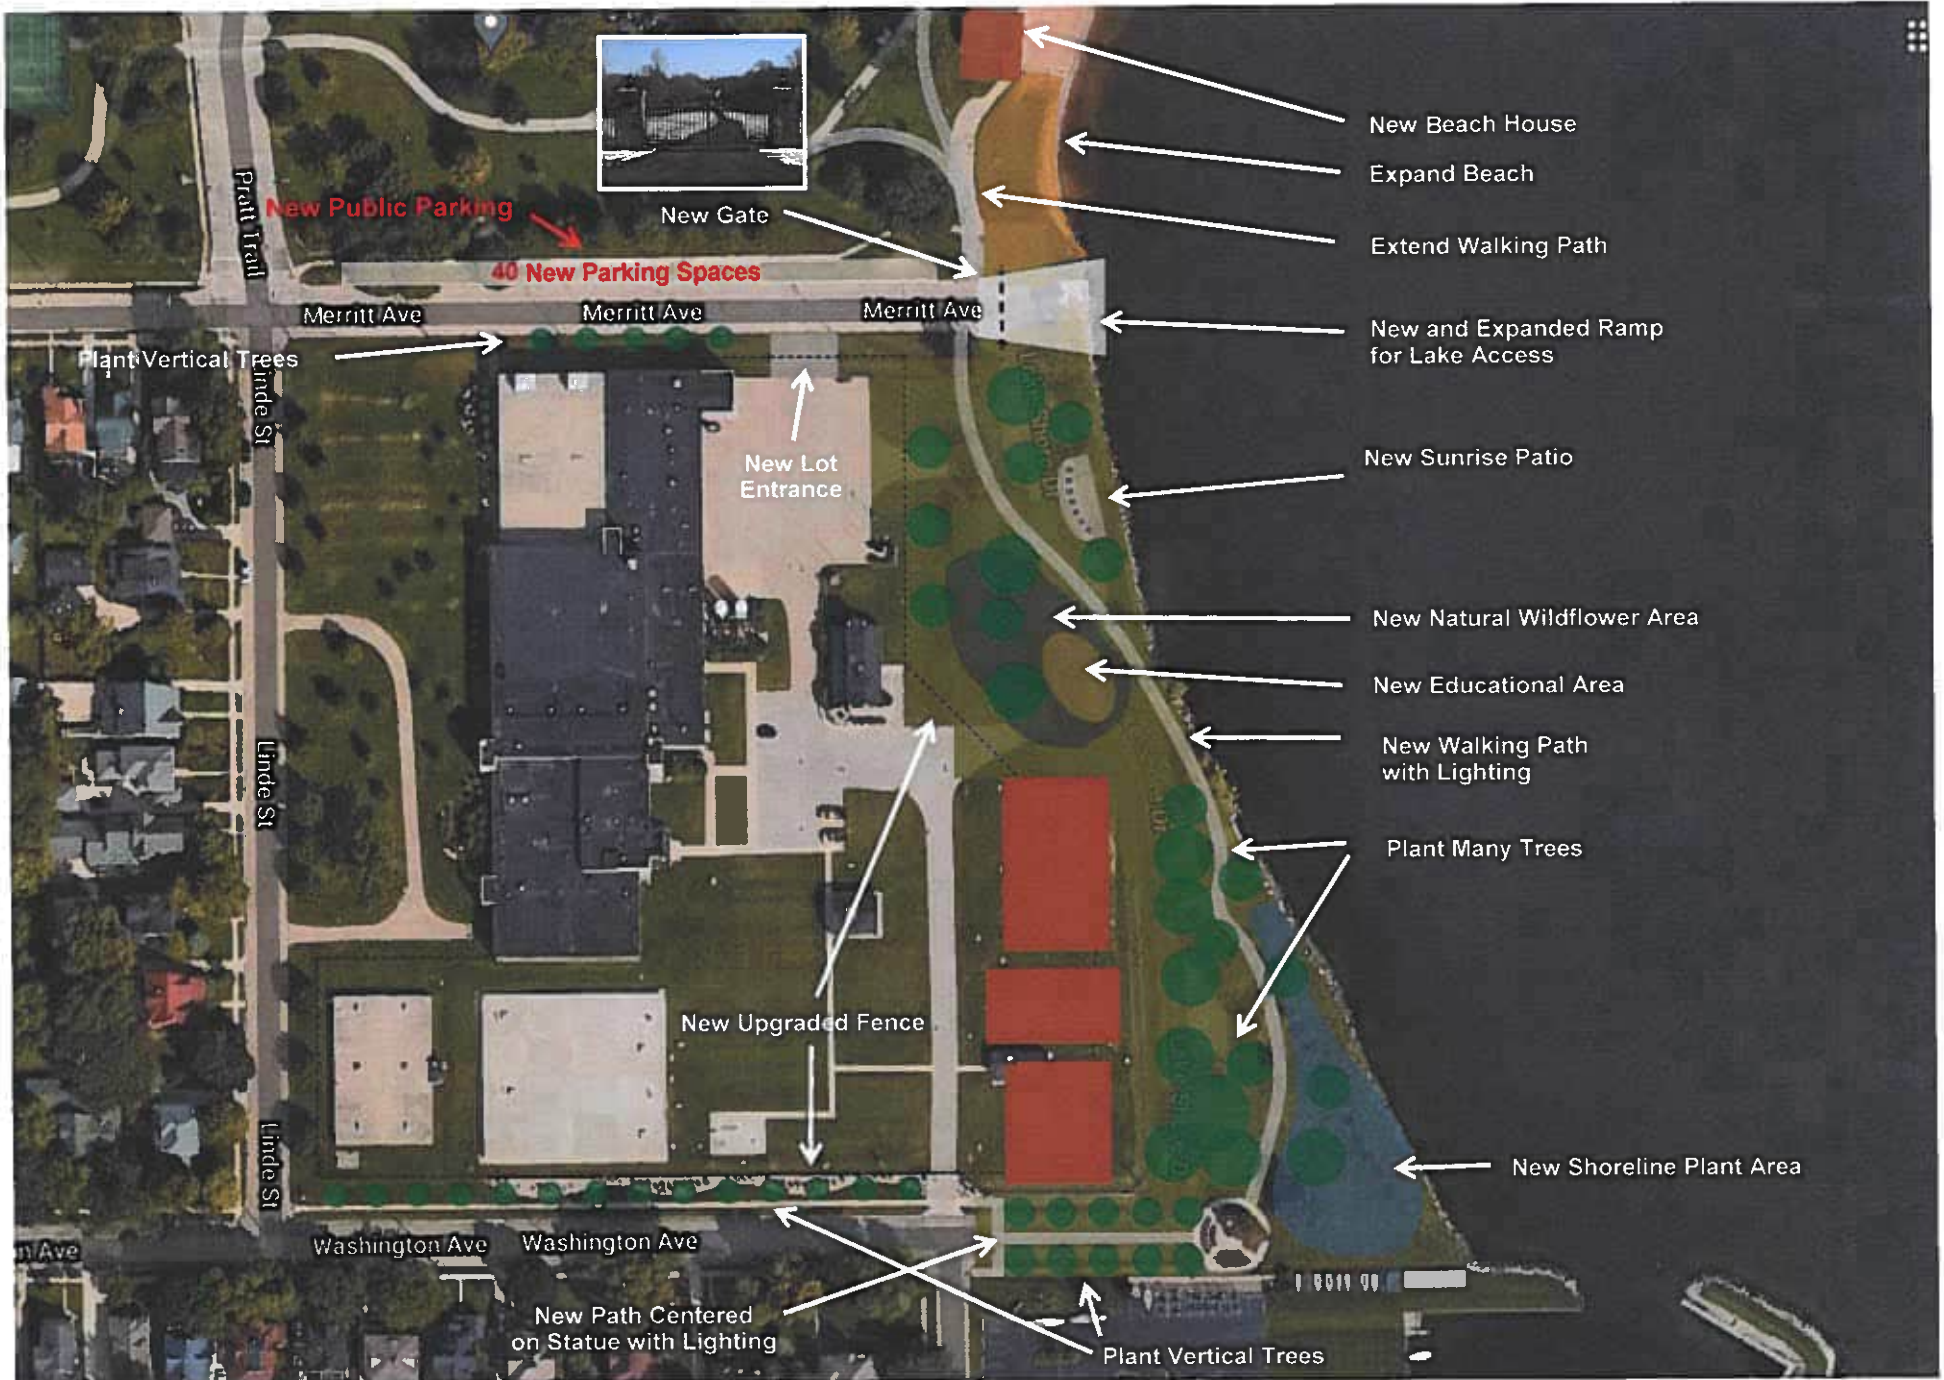 New Beach House
Expand Beach
Pratt Trail
New Public Parking
New Gate
Extend Walking Path
40 New Parking Spaces
Merritt Ave
Merritt Ave
Merritt Ave
New and Expanded Ramp
for Lake Access
Plant Vertical Trees
Linde St
New Lot
Entrance
New Sunrise Patio
New Natural Wildflower Area
New Educational Area
Linde St
New Walking Path
with Lighting
Plant Many Trees
New Upgraded Fence
Linde St
New Shoreline Plant Area
n Ave
Washington Ave
Washington Ave
New Path Centered
on Statue with Lighting
Plant Vertical Trees